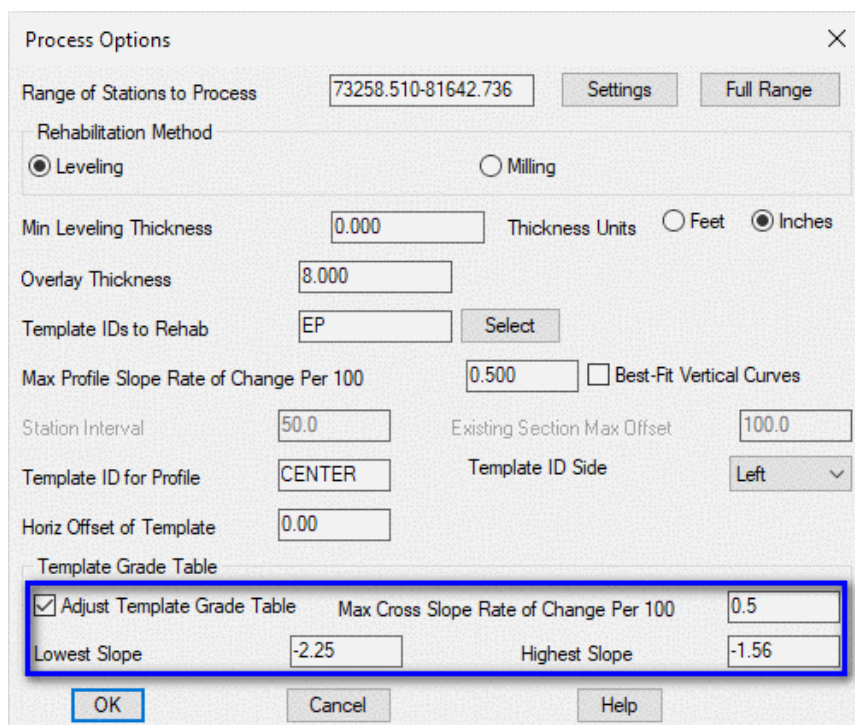 Process Options
Range of Stations to Process 73258.510-81642.736 Settings Full Range
Rehabilitation Method
Leveling Milling
Min Leveling Thickness 0.000 Thickness Units Feet Inches
Overlay Thickness 8.000
Template IDs to Rehab EP Select
Max Profile Slope Rate of Change Per 100 0.500 Best-Fit Vertical Curves
Station Interval 50.0 Existing Section Max Offset 100.0
Template ID for Profile CENTER Template ID Side Left
Horiz Offset of Template 0.00
Template Grade Table
Adjust Template Grade Table Max Cross Slope Rate of Change Per 100 0.5
Lowest Slope -2.25 Highest Slope -1.56
OK Cancel Help